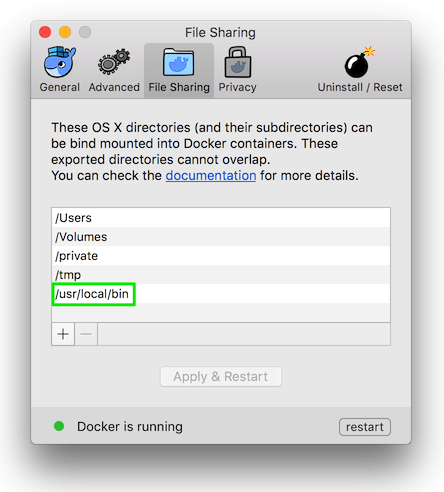 File Sharing
General
Advanced
File Sharing
Privacy
Uninstall / Reset
These OS X directories (and their subdirectories) can
be bind mounted into Docker containers. These
exported directories cannot overlap.
You can check the documentation for more details.
/Users
/Volumes
/private
/tmp
/usr/local/bin
+ −
Apply & Restart
Docker is running
restart